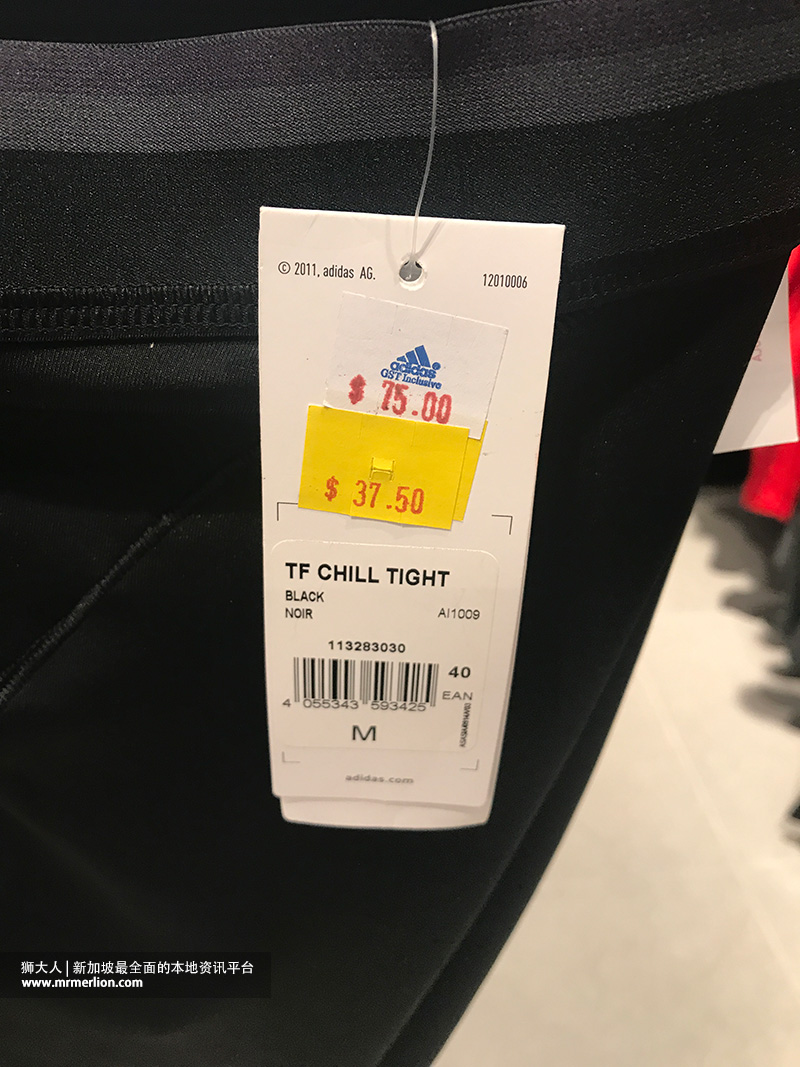 © 2011, adidas AG.
12010006
adidas®
GST Inclusive
$ 75.00
$ 37.50
TF CHILL TIGHT
BLACK
NOIR AI1009
113283030
40
EAN
4 055343 593425
M
adidas.com
狮大人 | 新加坡最全面的本地资讯平台
www.mrmerlion.com